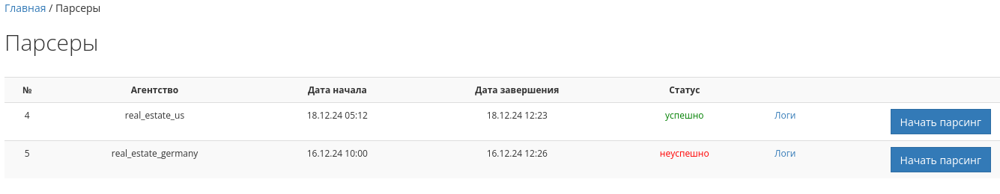 Главная / Парсеры
Парсеры
№ Агентство Дата начала Дата завершения Статус
4 real_estate_us 18.12.24 05:12 18.12.24 12:23 успешно Логи Начать парсинг
5 real_estate_germany 16.12.24 10:00 16.12.24 12:26 неуспешно Логи Начать парсинг